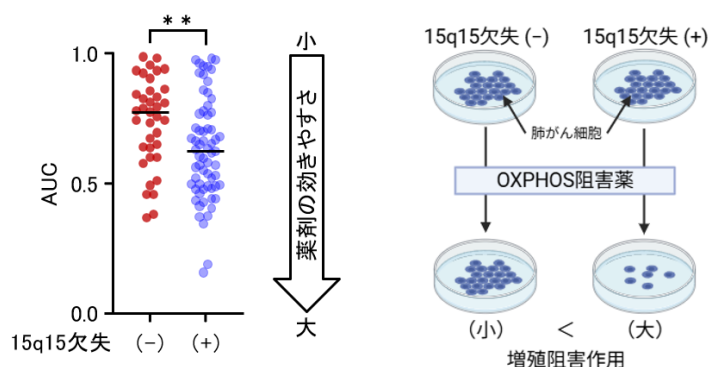 **
AUC
1.0
0.5
0.0
15q15欠失 (−) (+)
小
薬剤の効きやすさ
大
15q15欠失 (−) 15q15欠失 (+)
肺がん細胞
OXPHOS阻害薬
(小) < (大)
増殖阻害作用